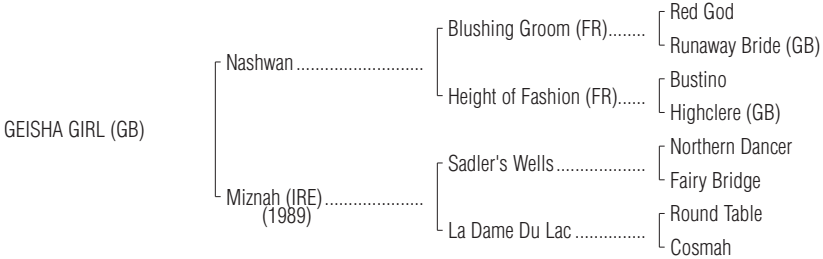 Red God
Blushing Groom (FR)........
Runaway Bride (GB)
Nashwan...........................
Bustino
Height of Fashion (FR)......
Highclere (GB)
GEISHA GIRL (GB)
Northern Dancer
Sadler's Wells...................
Fairy Bridge
Miznah (IRE).....................
(1989)
Round Table
La Dame Du Lac ...............
Cosmah